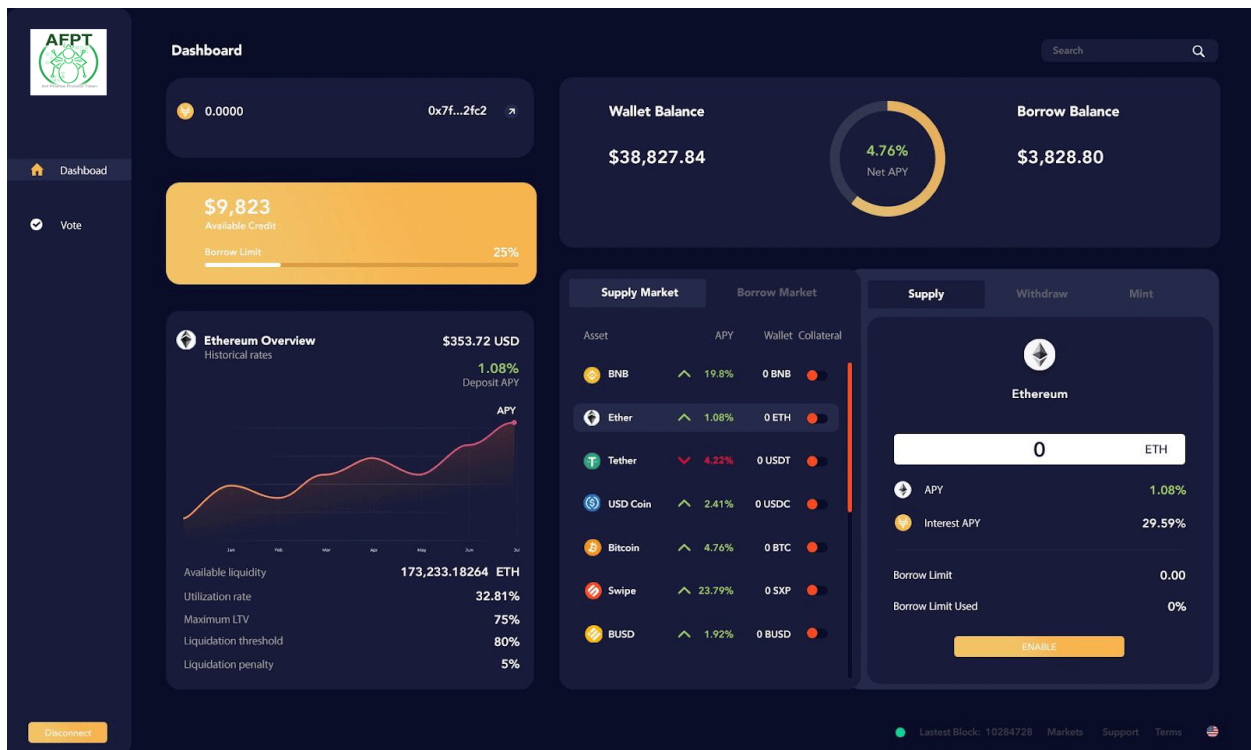 AFPT
Dashboad
Vote
Disconnect
Dashboard
Search
0.0000
0x7f...2fc2
$9,823
Available Credit
Borrow Limit
25%
Wallet Balance
$38,827.84
4.76%
Net APY
Borrow Balance
$3,828.80
Ethereum Overview
$353.72 USD
Historical rates
1.08%
Deposit APY
APY
Jan Feb Mar Apr May Jun Jul
Available liquidity 173,233.18264 ETH
Utilization rate 32.81%
Maximum LTV 75%
Liquidation threshold 80%
Liquidation penalty 5%
Supply Market Borrow Market
Asset APY Wallet Collateral
BNB 19.8% 0 BNB
Ether 1.08% 0 ETH
Tether 4.22% 0 USDT
USD Coin 2.41% 0 USDC
Bitcoin 4.76% 0 BTC
Swipe 23.79% 0 SXP
BUSD 1.92% 0 BUSD
Supply Withdraw Mint
Ethereum
0 ETH
APY 1.08%
Interest APY 29.59%
Borrow Limit 0.00
Borrow Limit Used 0%
ENABLE
Lastest Block: 10284728 Markets Support Terms